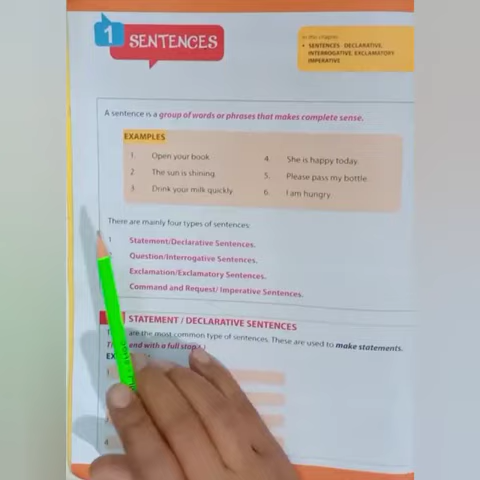 1 SENTENCES
In this chapter
• SENTENCES DECLARATIVE,
INTERROGATIVE, EXCLAMATORY
IMPERATIVE
A sentence is a group of words or phrases that makes complete sense.
EXAMPLES
1. Open your book
2 The sun is shining
3 Drink your milk quickly
4. She is happy today.
5. Please pass my bottle.
6. I am hungry
There are mainly four types of sentences:
1 Statement/Declarative Sentences.
Question/Interrogative Sentences.
Exclamation/Exclamatory Sentences.
Command and Request/ Imperative Sentences.
STATEMENT / DECLARATIVE SENTENCES
are the most common type of sentences. These are used to make statements.
end with a full stop